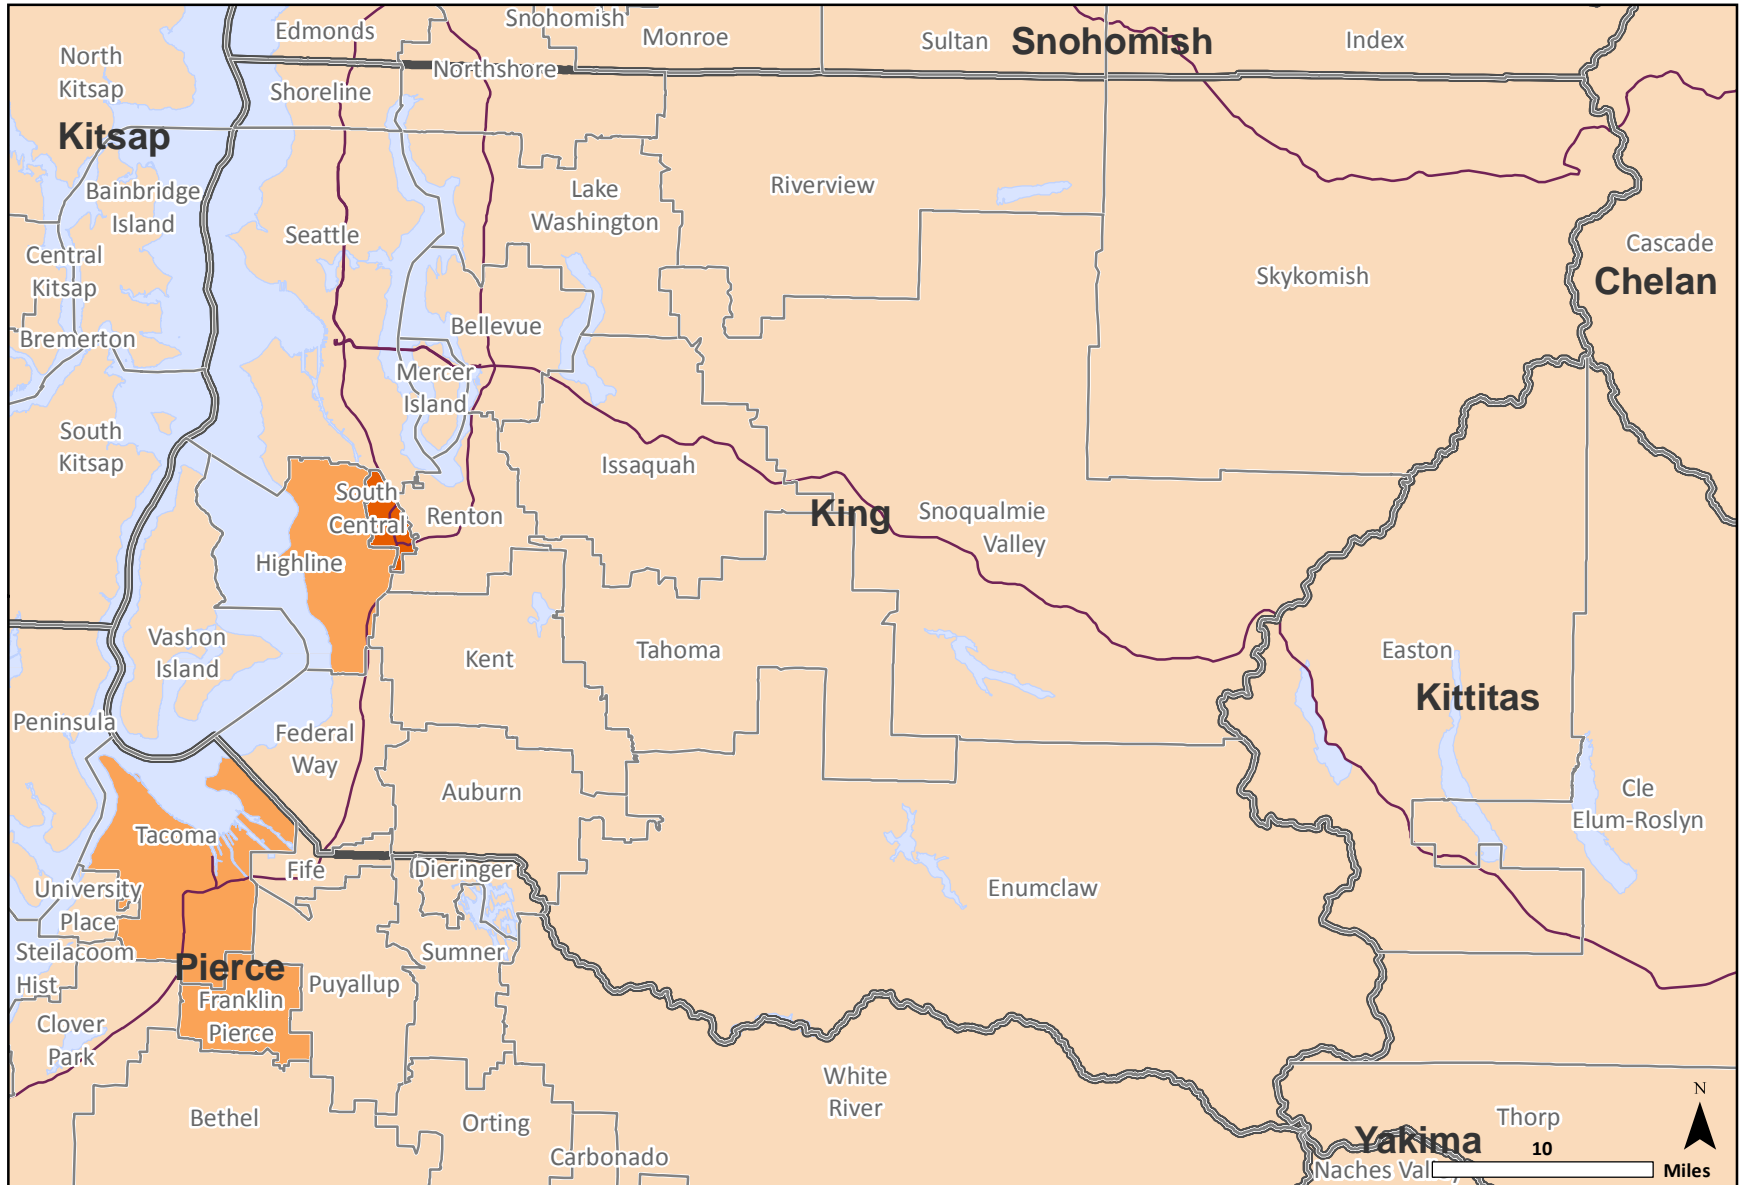 Snohomish
Edmonds
Monroe
Sultan
Snohomish
Index
North
Kitsap
Northshore
Shoreline
Kitsap
Bainbridge
Island
Lake
Washington
Riverview
Seattle
Cascade
Central
Kitsap
Skykomish
Chelan
Bremerton
Bellevue
Mercer
Island
South
Kitsap
Issaquah
South
Central
Renton
King
Snoqualmie
Valley
Highline
Vashon
Island
Kent
Tahoma
Easton
Kittitas
Peninsula
Federal
Way
Auburn
Cle
Elum-Roslyn
Tacoma
Fife
Dieringer
University
Place
Enumclaw
Steilacoom
Hist.
Sumner
Pierce
Puyallup
Franklin
Pierce
Clover
Park
White
River
N
Bethel
Orting
Thorp
Yakima
10
Carbonado
Naches
Miles